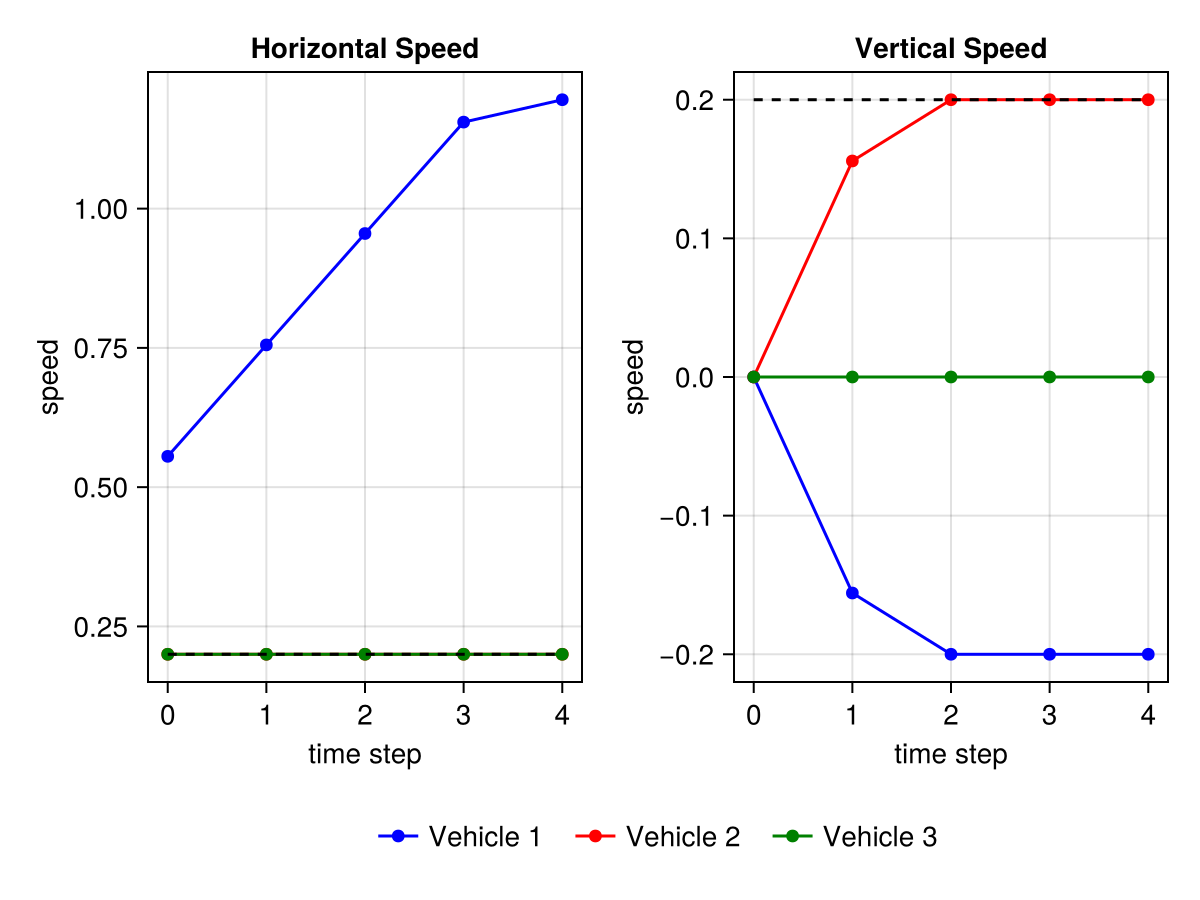 Horizontal Speed
speed
1.00
0.75
0.50
0.25
0
1
2
3
4
time step
Vertical Speed
speed
0.2
0.1
0.0
−0.1
−0.2
0
1
2
3
4
time step
Vehicle 1
Vehicle 2
Vehicle 3